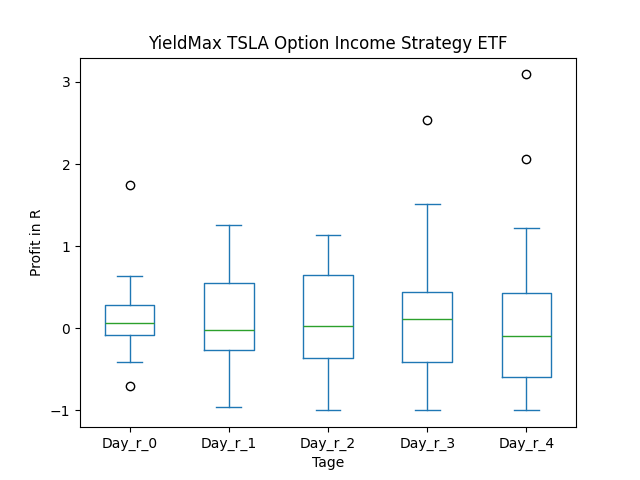 YieldMax TSLA Option Income Strategy ETF
3
2
1
0
−1
Profit in R
Day_r_0 Day_r_1 Day_r_2 Day_r_3 Day_r_4
Tage